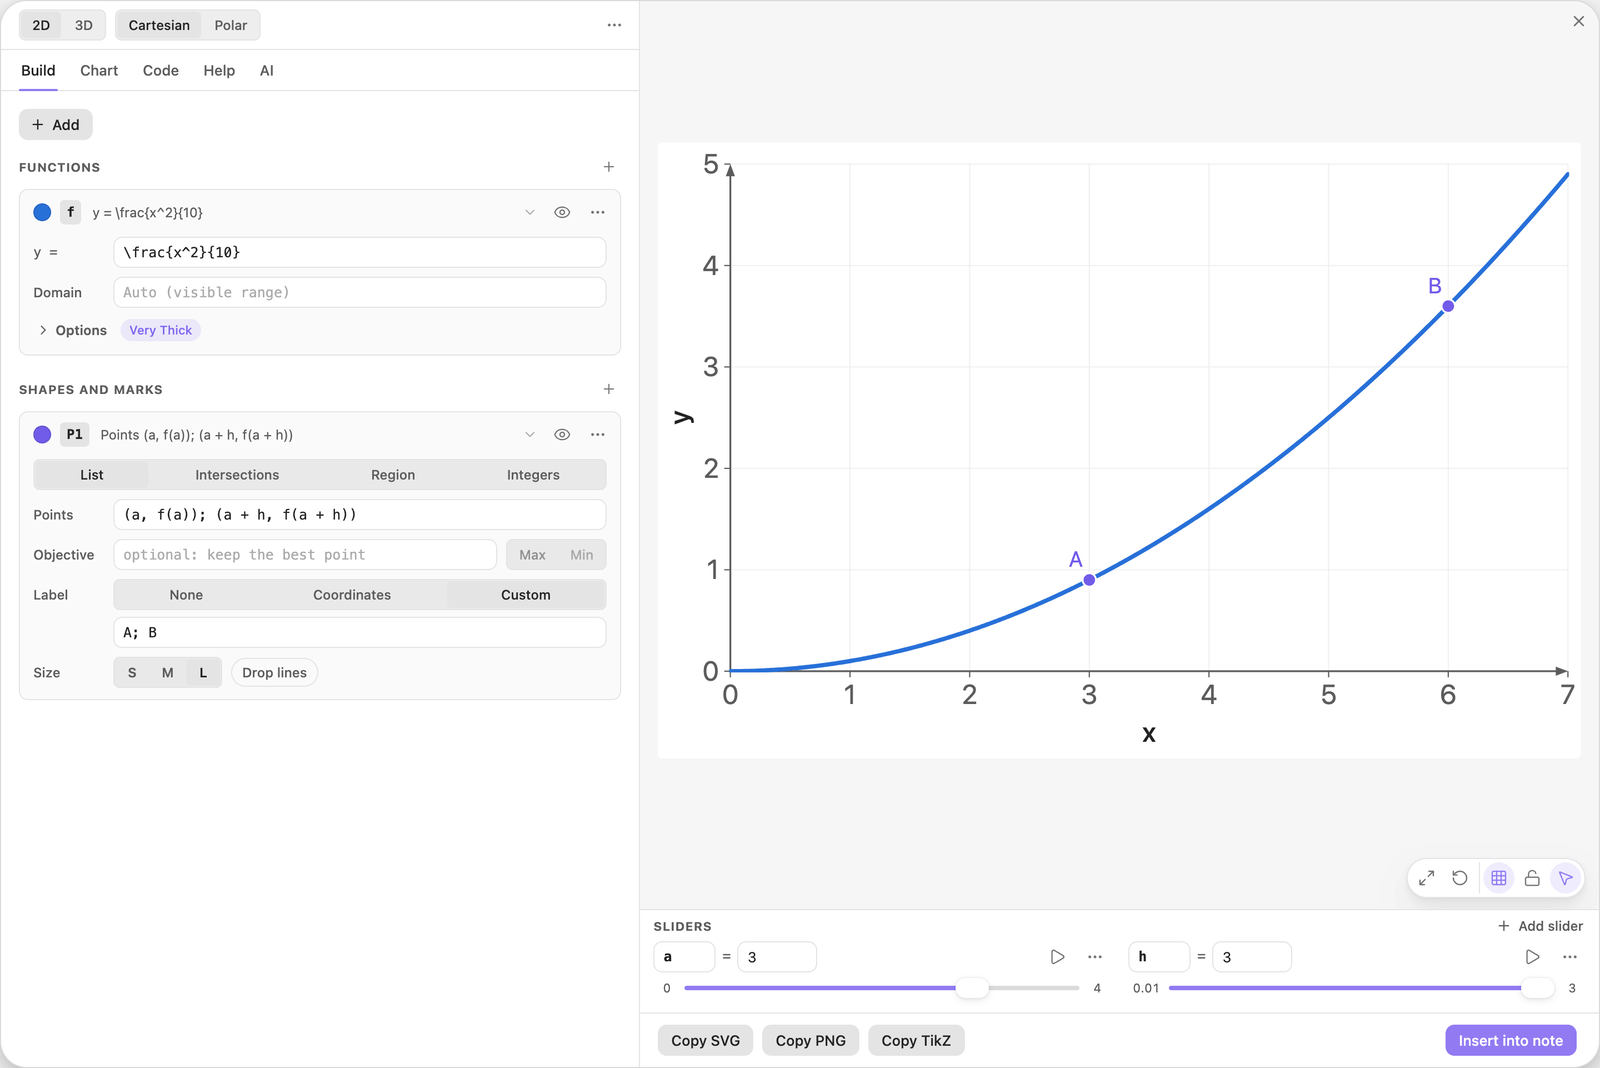 2D 3D Cartesian Polar
Build Chart Code Help AI
+ Add
FUNCTIONS
f y = \frac{x^2}{10}
y = \frac{x^2}{10}
Domain Auto (visible range)
Options Very Thick
SHAPES AND MARKS
P1 Points (a, f(a)); (a + h, f(a + h))
List Intersections Region Integers
Points (a, f(a)); (a + h, f(a + h))
Objective optional: keep the best point Max Min
Label None Coordinates Custom
A; B
Size S M L Drop lines
5
4
3
2
1
0
y
B
A
0 1 2 3 4 5 6 7
x
SLIDERS + Add slider
a = 3 h = 3
0 4 0.01 3
Copy SVG Copy PNG Copy TikZ Insert into note